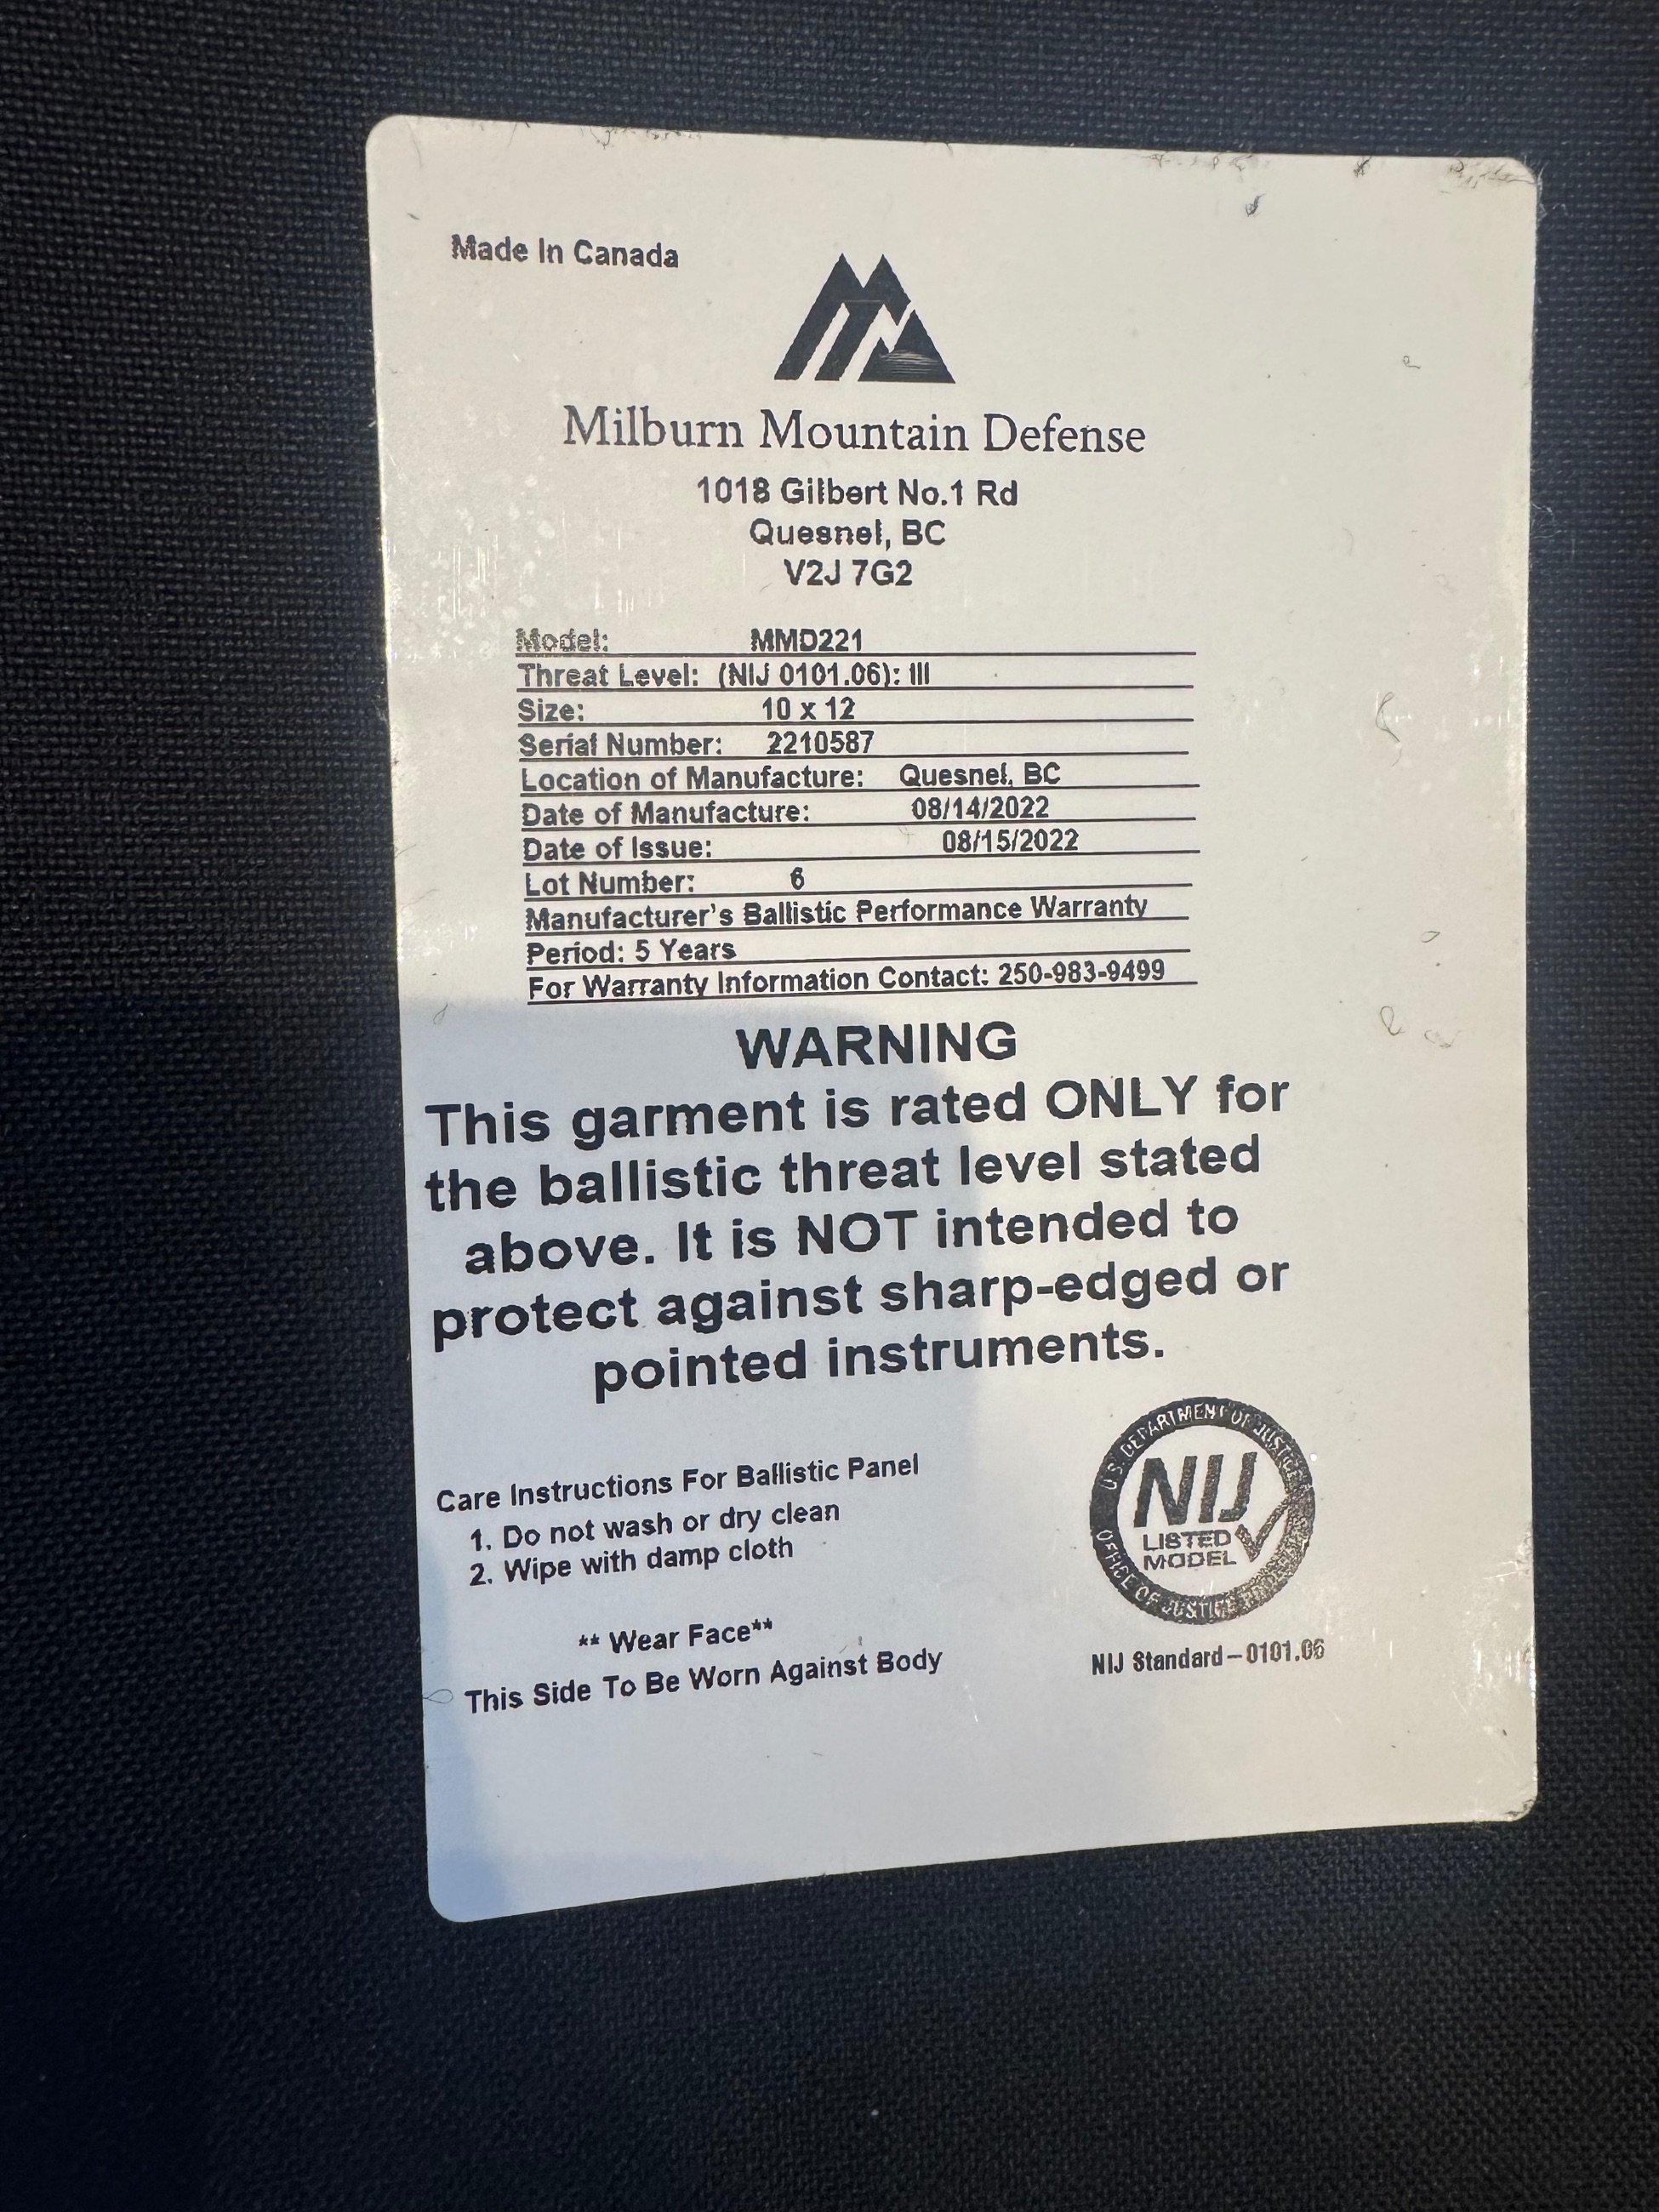 Made In Canada
Milburn Mountain Defense
1018 Gilbert No.1 Rd
Quesnel, BC
V2J 7G2
Model: MMD221
Threat Level: (NIJ 0101.06): III
Size: 10 x 12
Serial Number: 2210587
Location of Manufacture: Quesnel, BC
Date of Manufacture: 08/14/2022
Date of Issue: 08/15/2022
Lot Number: 6
Manufacturer's Ballistic Performance Warranty
Period: 5 Years
For Warranty Information Contact: 250-983-9499
WARNING
This garment is rated ONLY for
the ballistic threat level stated
above. It is NOT intended to
protect against sharp-edged or
pointed instruments.
Care Instructions For Ballistic Panel
1. Do not wash or dry clean
2. Wipe with damp cloth
** Wear Face**
This Side To Be Worn Against Body
U.S. DEPARTMENT OF JUSTICE
NIJ
LISTED
MODEL
OFFICE OF JUSTICE
NIJ Standard–0101.06